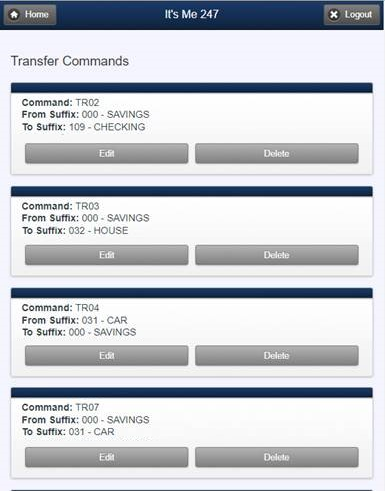 Home
It's Me 247
Logout
Transfer Commands
Command: TR02
From Suffix: 000 - SAVINGS
To Suffix: 109 - CHECKING
Edit
Delete
Command: TR03
From Suffix: 000 - SAVINGS
To Suffix: 032 - HOUSE
Edit
Delete
Command: TR04
From Suffix: 031 - CAR
To Suffix: 000 - SAVINGS
Edit
Delete
Command: TR07
From Suffix: 000 - SAVINGS
To Suffix: 031 - CAR
Edit
Delete